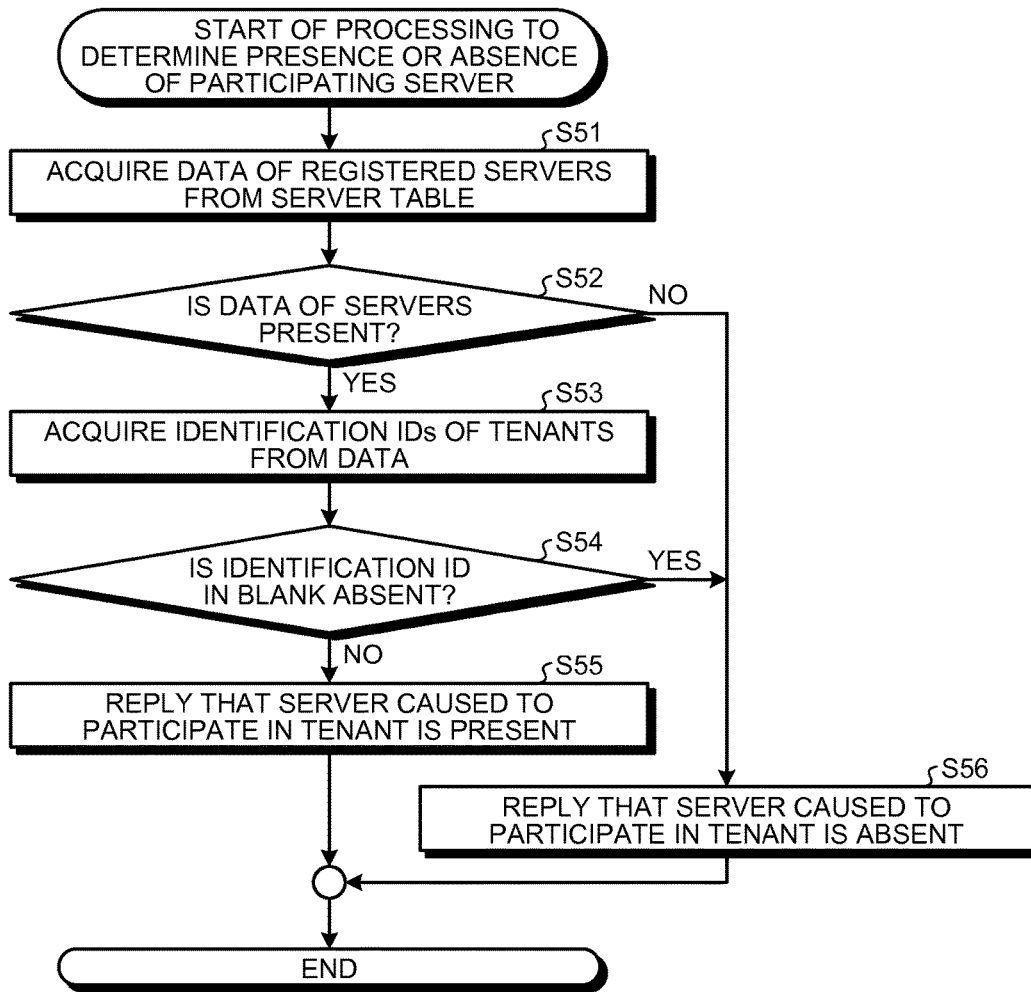 START OF PROCESSING TO
DETERMINE PRESENCE OR ABSENCE
OF PARTICIPATING SERVER
S51
ACQUIRE DATA OF REGISTERED SERVERS
FROM SERVER TABLE
S52
IS DATA OF SERVERS
PRESENT?
NO
YES
S53
ACQUIRE IDENTIFICATION IDs OF TENANTS
FROM DATA
S54
IS IDENTIFICATION ID
IN BLANK ABSENT?
YES
NO
S55
REPLY THAT SERVER CAUSED TO
PARTICIPATE IN TENANT IS PRESENT
S56
REPLY THAT SERVER CAUSED TO
PARTICIPATE IN TENANT IS ABSENT
END